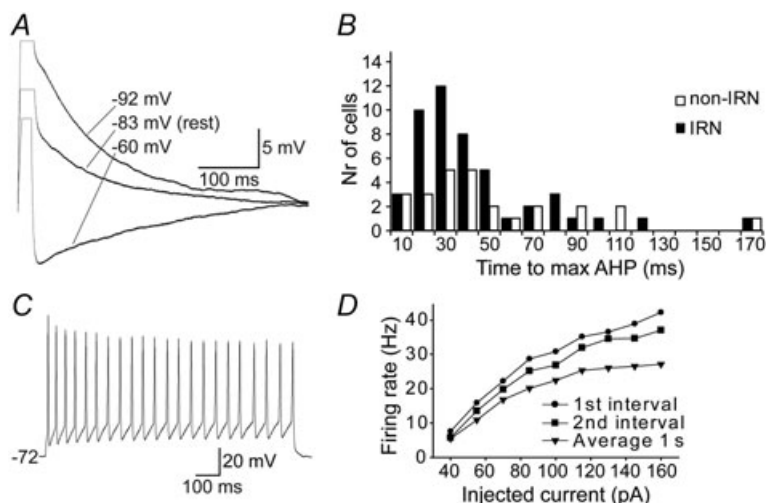 A
-92 mV
-83 mV (rest)
-60 mV
5 mV
100 ms
B
Nr of cells
14
12
10
8
6
4
2
0
non-IRN
IRN
10 30 50 70 90 110 130 150 170
Time to max AHP (ms)
C
-72
20 mV
100 ms
D
Firing rate (Hz)
40
30
20
10
0
1st interval
2nd interval
Average 1 s
40 60 80 100 120 140 160
Injected current (pA)